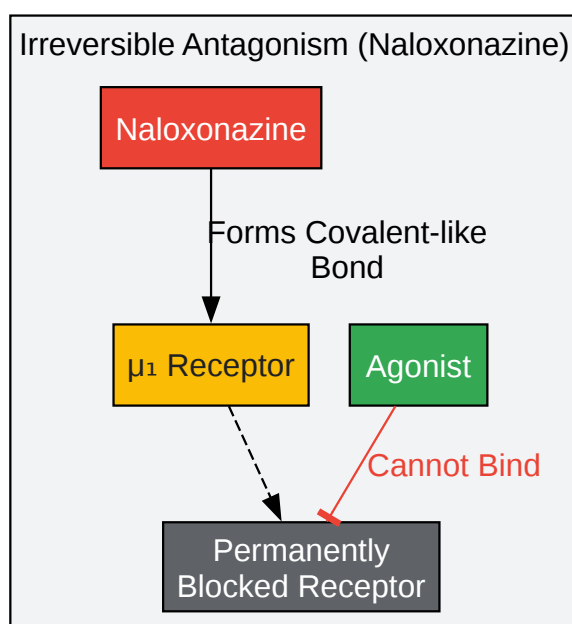 Irreversible Antagonism (Naloxonazine)
Naloxonazine
Forms Covalent-like
Bond
μ₁ Receptor
Agonist
Cannot Bind
Permanently
Blocked Receptor